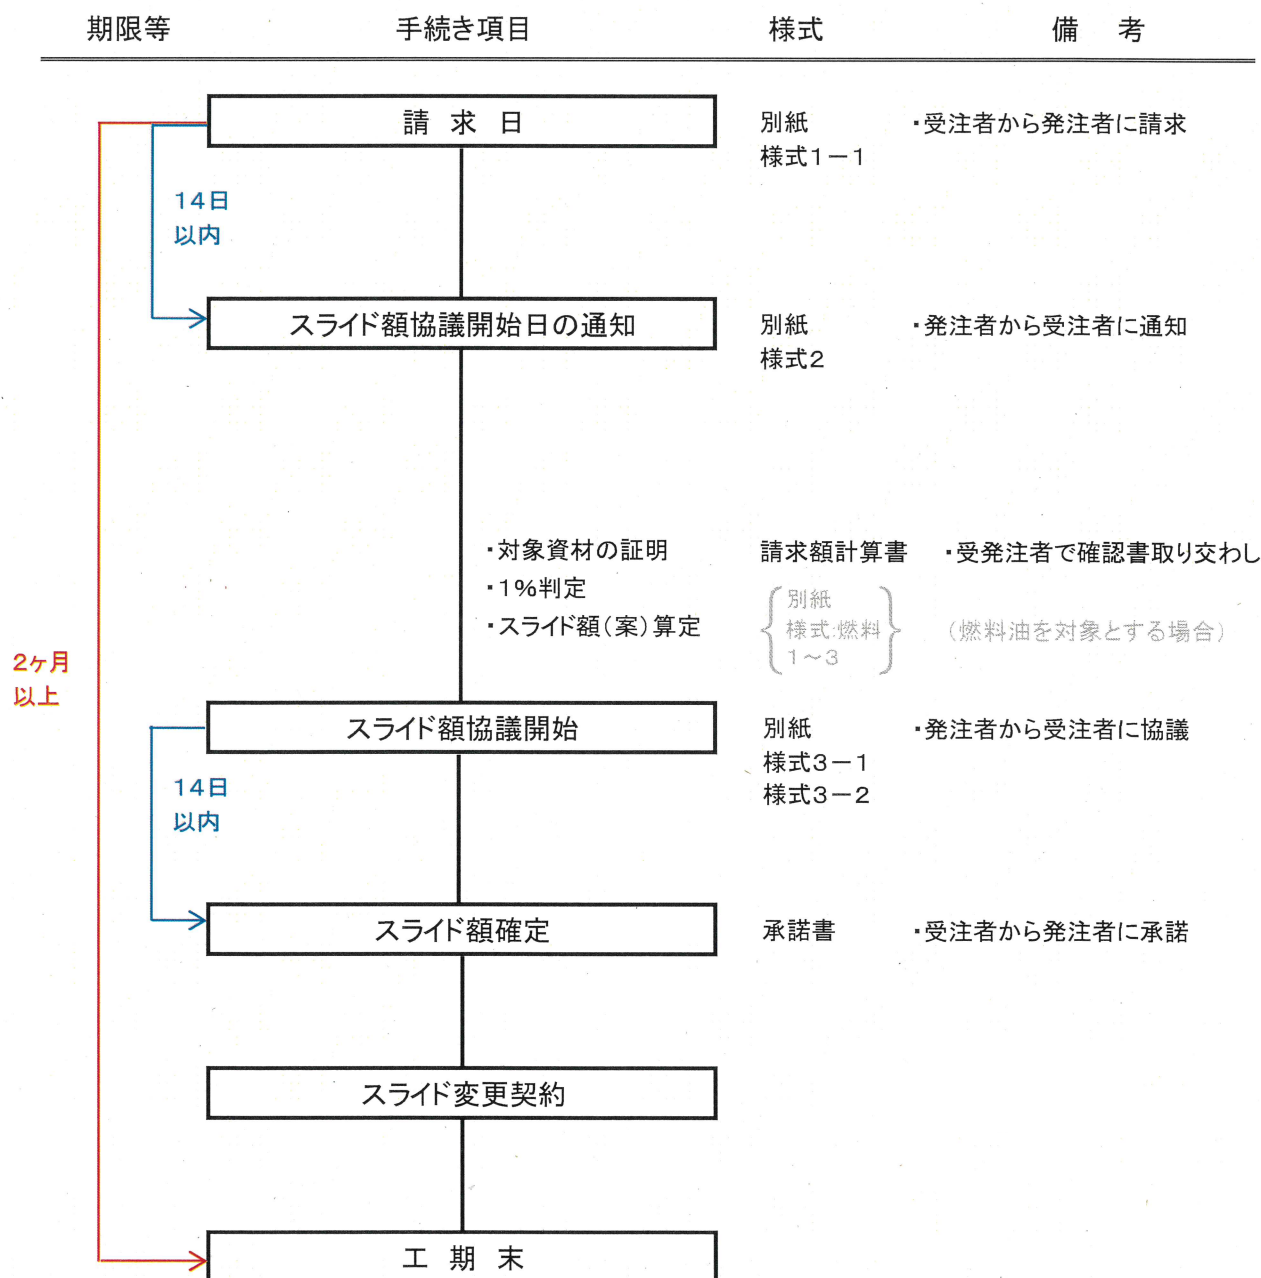 期限等　手続き項目　様式　備　考
請　求　日　別紙　・受注者から発注者に請求
様式1－1
14日
以内
スライド額協議開始日の通知　別紙　・発注者から受注者に通知
様式2
・対象資材の証明　請求額計算書　・受発注者で確認書取り交わし
・1%判定　別紙
・スライド額(案)算定　様式:燃料　(燃料油を対象とする場合)
1～3
2ヶ月
以上
スライド額協議開始　別紙　・発注者から受注者に協議
様式3－1
様式3－2
14日
以内
スライド額確定　承諾書　・受注者から発注者に承諾
スライド変更契約
工　期　末